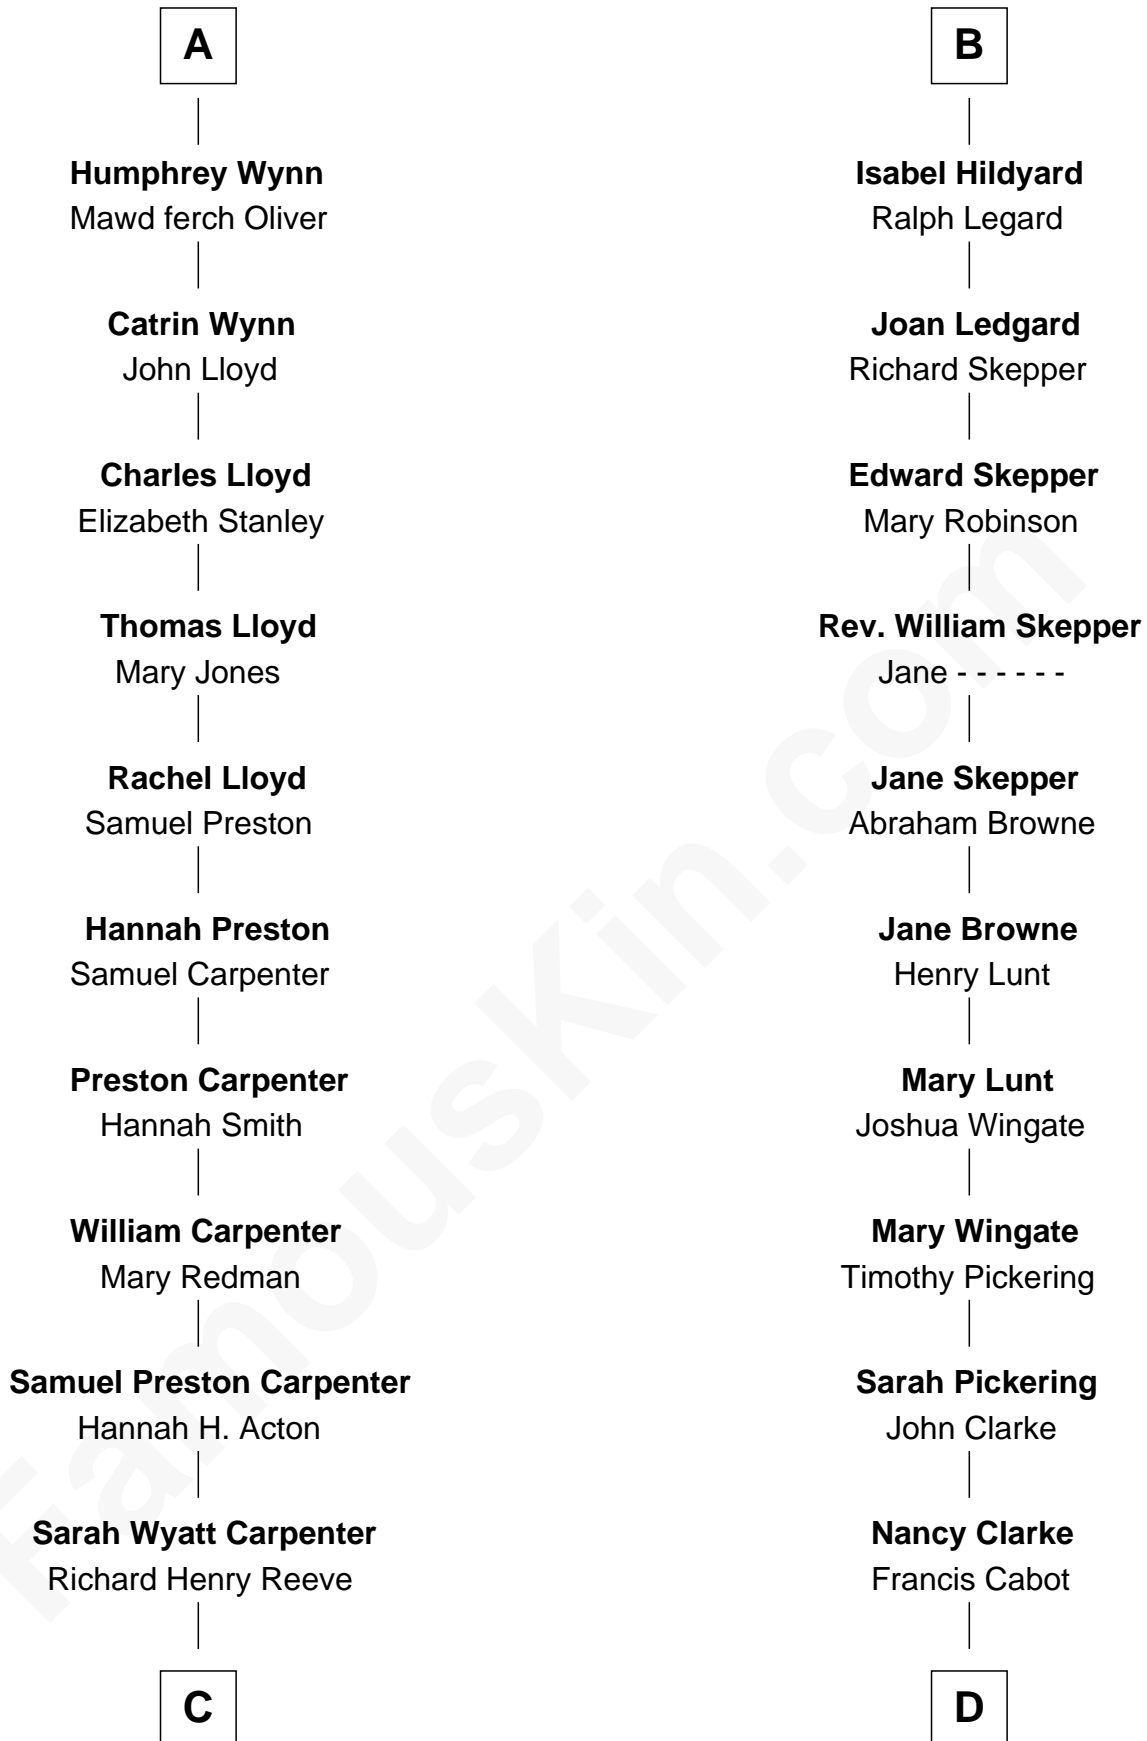 A
Humphrey Wynn
Mawd ferch Oliver
Catrin Wynn
John Lloyd
Charles Lloyd
Elizabeth Stanley
Thomas Lloyd
Mary Jones
Rachel Lloyd
Samuel Preston
Hannah Preston
Samuel Carpenter
Preston Carpenter
Hannah Smith
William Carpenter
Mary Redman
Samuel Preston Carpenter
Hannah H. Acton
Sarah Wyatt Carpenter
Richard Henry Reeve
C
B
Isabel Hildyard
Ralph Legard
Joan Ledgard
Richard Skepper
Edward Skepper
Mary Robinson
Rev. William Skepper
Jane - - - - - -
Jane Skepper
Abraham Browne
Jane Browne
Henry Lunt
Mary Lunt
Joshua Wingate
Mary Wingate
Timothy Pickering
Sarah Pickering
John Clarke
Nancy Clarke
Francis Cabot
D
FamousKin.com